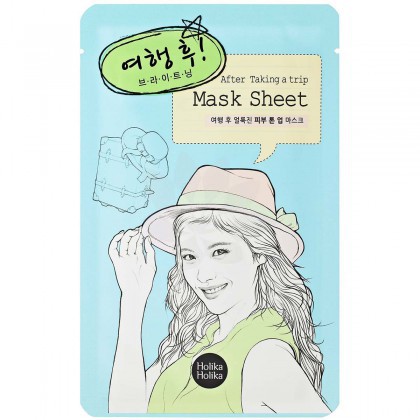 여행 후!
브·라·이·트·닝
After Taking a trip
Mask Sheet
여행 후 얼룩진 피부 톤 업 마스크
Holika
Holika